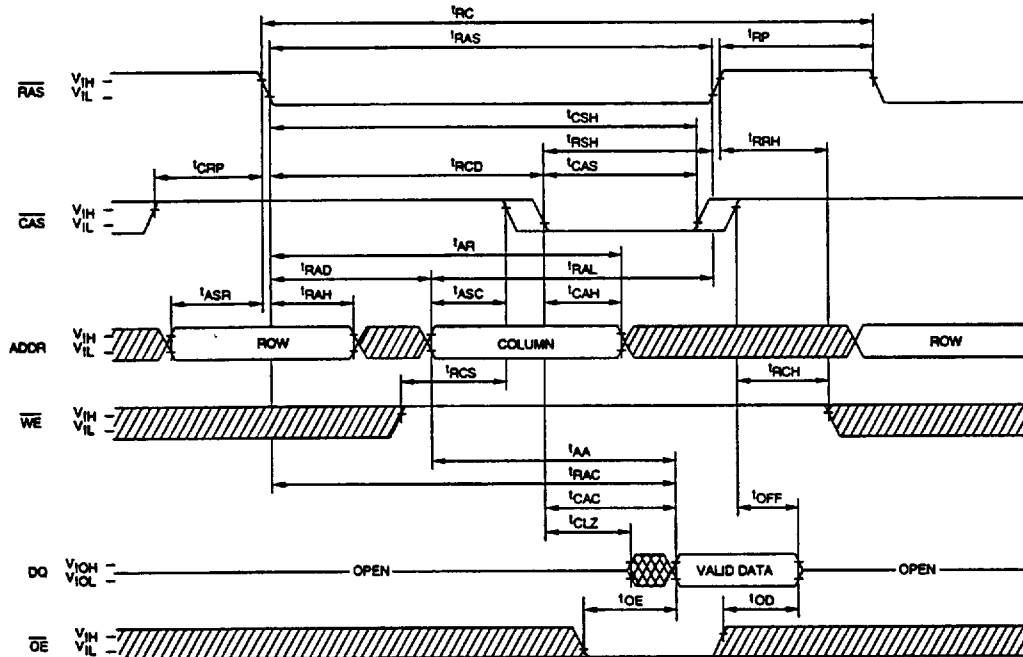 tRC
tRAS
tRP
RAS
VIH
VIL
tCSH
tRSH
tRRH
tCRP
tRCD
tCAS
CAS
VIH
VIL
tAR
tRAD
tRAL
tASR
tRAH
tASC
tCAH
ADDR
VIH
VIL
ROW
COLUMN
ROW
tRCS
tRCH
WE
VIH
VIL
tAA
tRAC
tCAC
tOFF
tCLZ
DQ
VIOH
VIOL
OPEN
VALID DATA
OPEN
tOE
tOD
OE
VIH
VIL